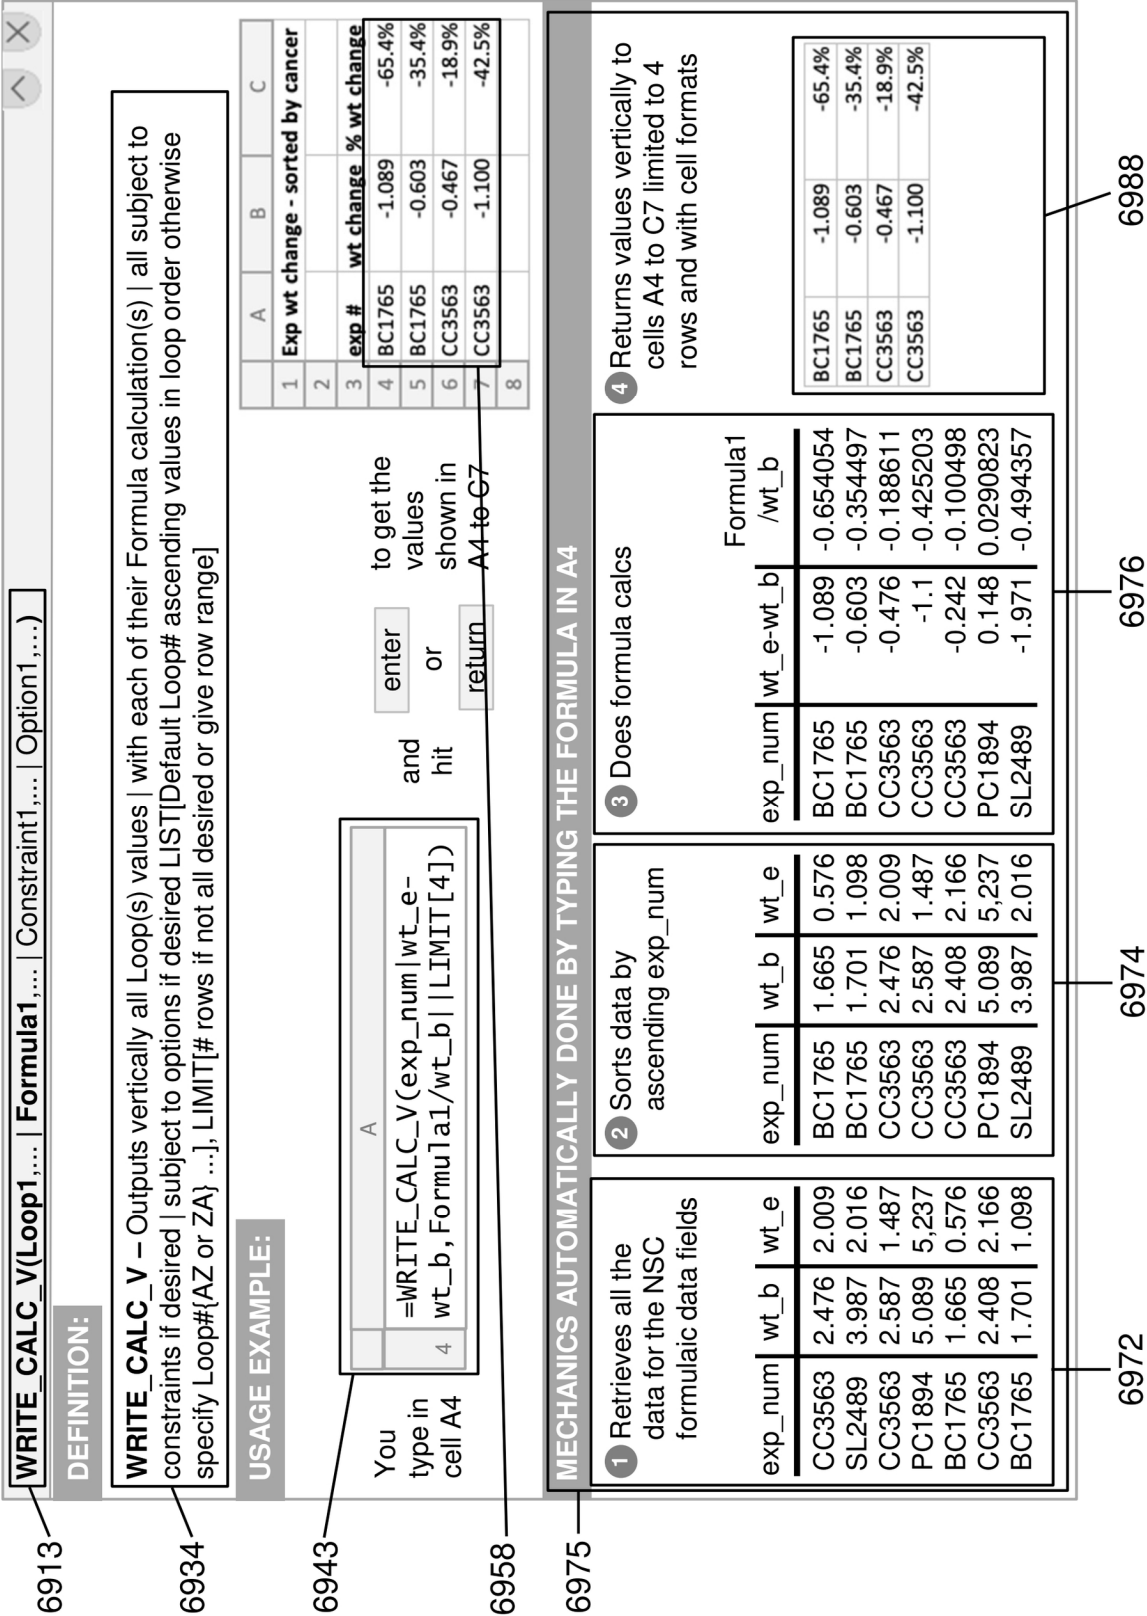 WRITE_CALC_V(Loop1,... | Formula1,... | Constraint1,... | Option1,...)
DEFINITION:
WRITE_CALC_V – Outputs vertically all Loop(s) values | with each of their Formula calculation(s) | all subject to
constraints if desired | subject to options if desired LIST[Default Loop# ascending values in loop order otherwise
specify Loop#{AZ or ZA} ...], LIMIT[# rows if not all desired or give row range]
USAGE EXAMPLE:
You
type in
cell A4
A
4
=WRITE_CALC_V(exp_num|wt_e-
wt_b,Formula1/wt_b||LIMIT[4])
and
hit
enter
or
return
to get the
values
shown in
A4 to C7
A B C
1 Exp wt change - sorted by cancer
2
3 exp # wt change % wt change
4 BC1765 -1.089 -65.4%
5 BC1765 -0.603 -35.4%
6 CC3563 -0.467 -18.9%
7 CC3563 -1.100 -42.5%
8
MECHANICS AUTOMATICALLY DONE BY TYPING THE FORMULA IN A4
1 Retrieves all the
data for the NSC
formulaic data fields
exp_num wt_b wt_e
CC3563 2.476 2.009
SL2489 3.987 2.016
CC3563 2.587 1.487
PC1894 5.089 5,237
BC1765 1.665 0.576
CC3563 2.408 2.166
BC1765 1.701 1.098
2 Sorts data by
ascending exp_num
exp_num wt_b wt_e
BC1765 1.665 0.576
BC1765 1.701 1.098
CC3563 2.476 2.009
CC3563 2.587 1.487
CC3563 2.408 2.166
PC1894 5.089 5,237
SL2489 3.987 2.016
3 Does formula calcs
Formula1
exp_num wt_e-wt_b /wt_b
BC1765 -1.089 -0.654054
BC1765 -0.603 -0.354497
CC3563 -0.476 -0.188611
CC3563 -1.1 -0.425203
CC3563 -0.242 -0.100498
PC1894 0.148 0.0290823
SL2489 -1.971 -0.494357
4 Returns values vertically to
cells A4 to C7 limited to 4
rows and with cell formats
BC1765 -1.089 -65.4%
BC1765 -0.603 -35.4%
CC3563 -0.467 -18.9%
CC3563 -1.100 -42.5%
6913
6934
6943
6958
6975
6972
6974
6976
6988